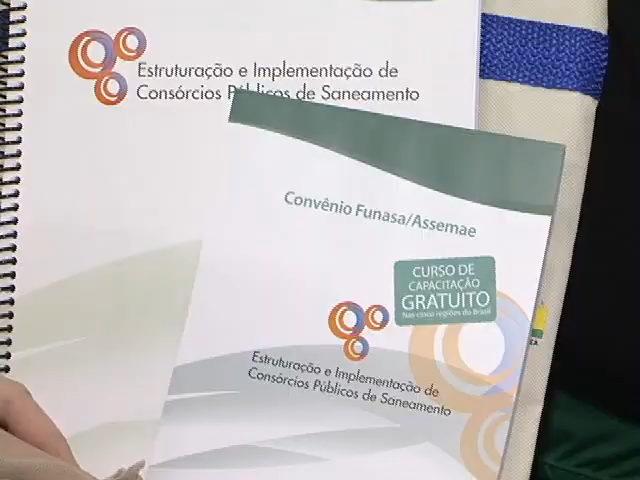 Estruturação e Implementação de
Consórcios Públicos de Saneamento
Convênio Funasa/Assemae
CURSO DE
CAPACITAÇÃO
GRATUITO
Nas cinco regiões do Brasil
Estruturação e Implementação de
Consórcios Públicos de Saneamento